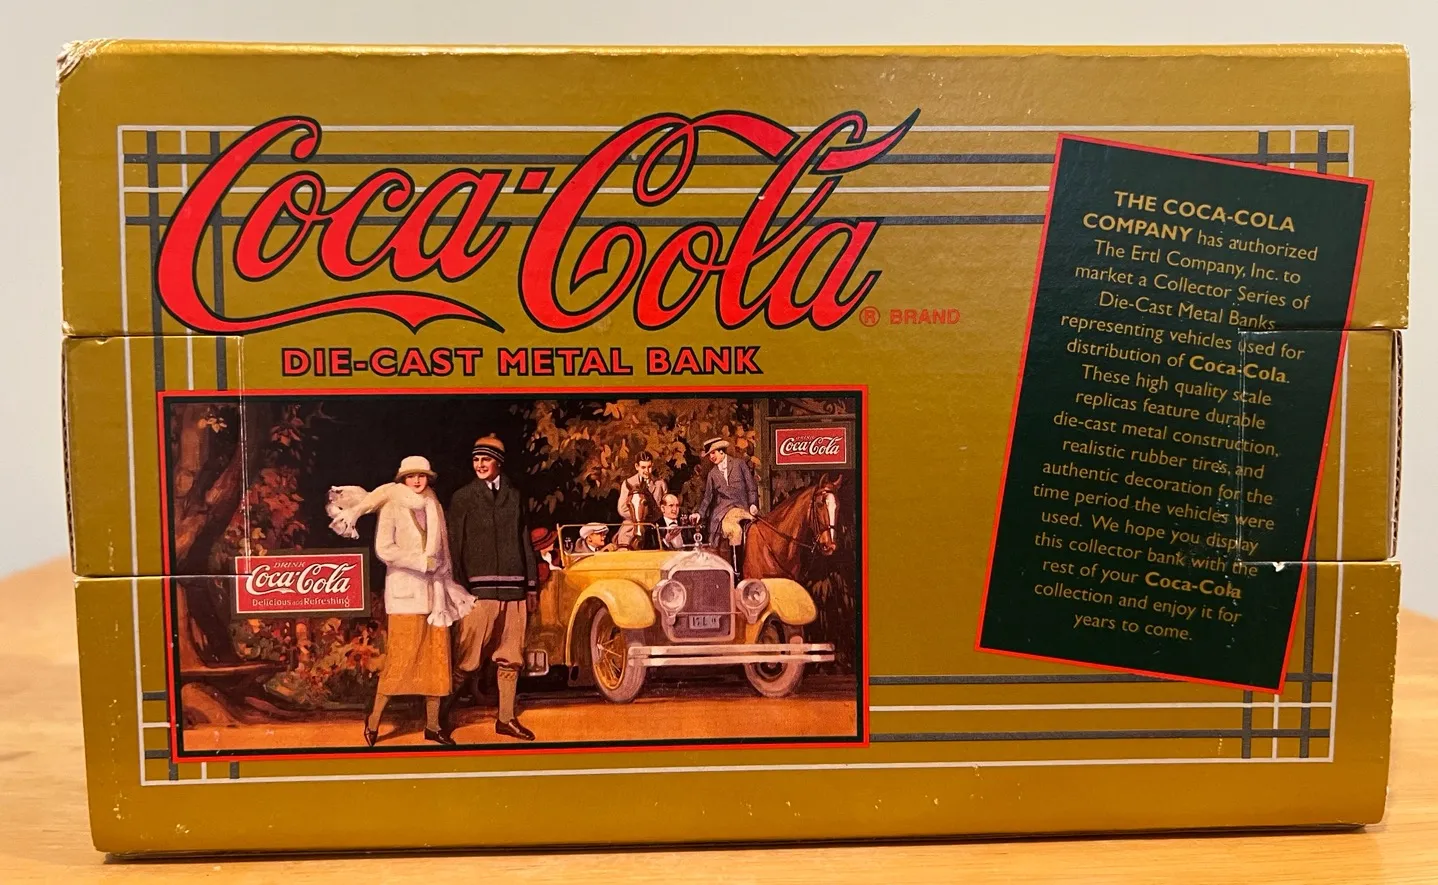 Coca-Cola
® BRAND
DIE-CAST METAL BANK
Coca-Cola
DRINK
Coca-Cola
Delicious and Refreshing
THE COCA-COLA
COMPANY has authorized
The Ertl Company, Inc. to
market a Collector Series of
Die-Cast Metal Banks
representing vehicles used for
distribution of Coca-Cola.
These high quality scale
replicas feature durable
die-cast metal construction,
realistic rubber tires, and
authentic decoration for the
time period the vehicles were
used. We hope you display
this collector bank with the
rest of your Coca-Cola
collection and enjoy it for
years to come.